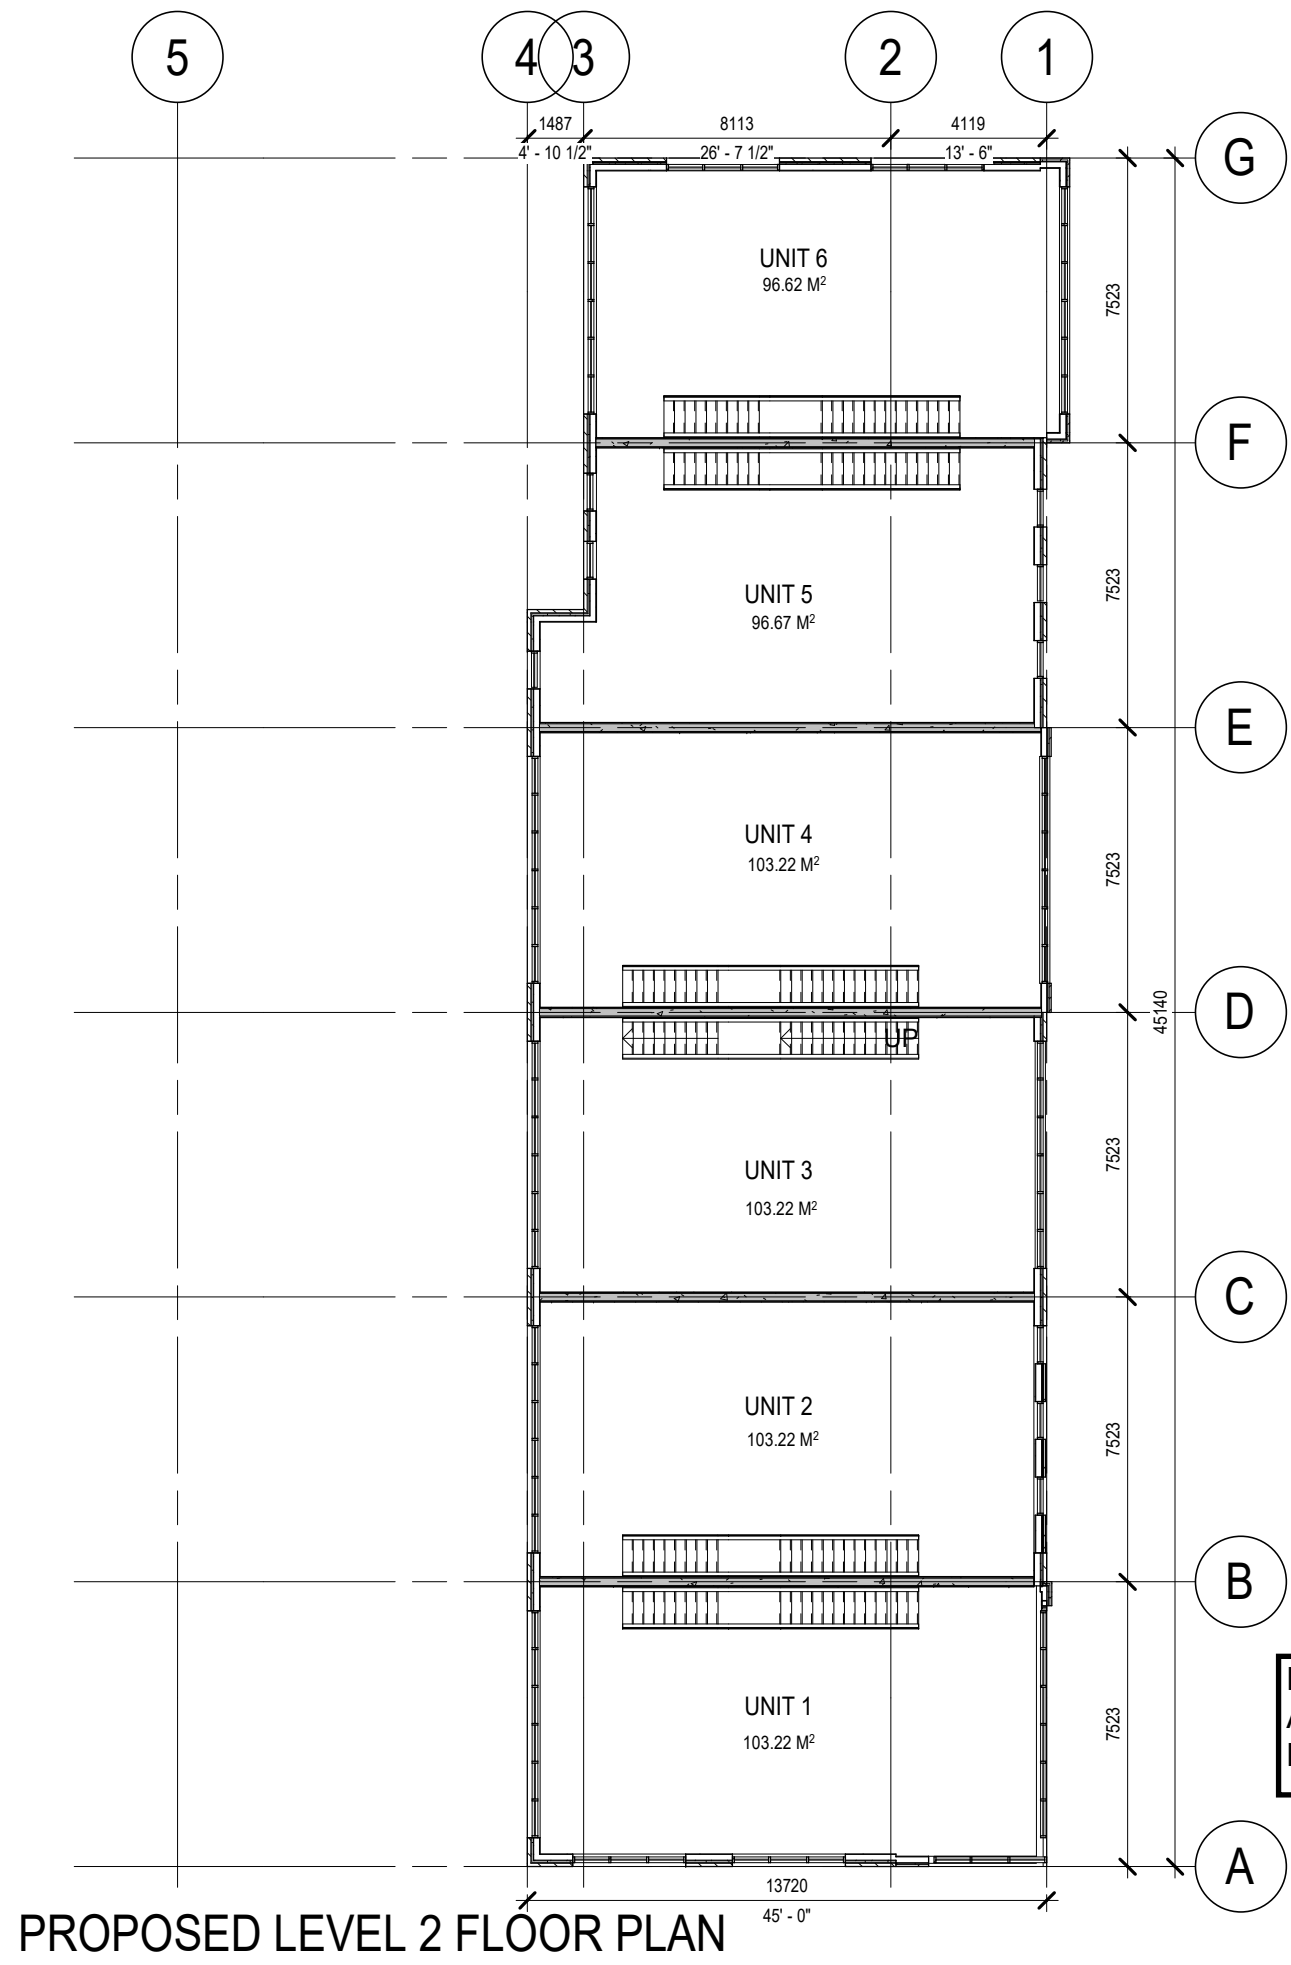 5
4
3
2
1
1487
8113
4119
4' - 10 1/2"
26' - 7 1/2"
13' - 6"
G
UNIT 6
96.62 M²
7523
F
7523
UNIT 5
96.67 M²
E
UNIT 4
103.22 M²
7523
D
45140
UP
7523
UNIT 3
103.22 M²
C
UNIT 2
103.22 M²
7523
B
UNIT 1
103.22 M²
7523
A
13720
45' - 0"
PROPOSED LEVEL 2 FLOOR PLAN